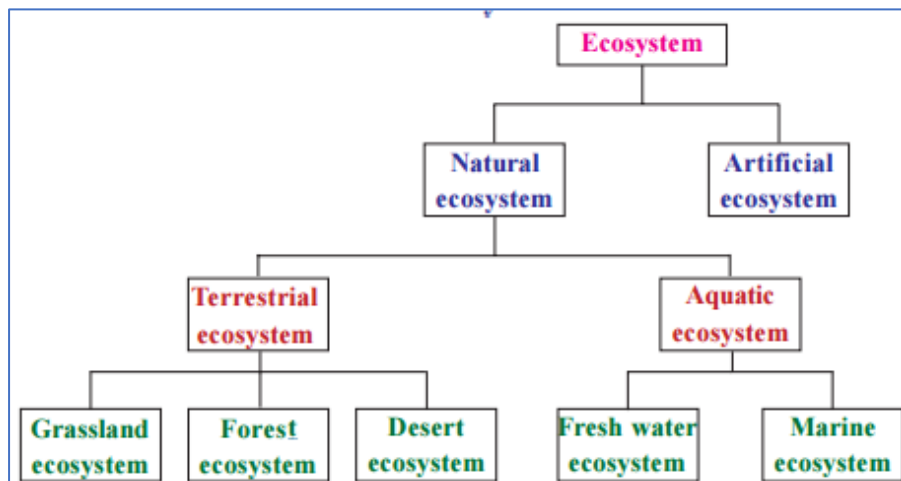 Ecosystem
Natural
ecosystem
Artificial
ecosystem
Terrestrial
ecosystem
Aquatic
ecosystem
Grassland
ecosystem
Forest
ecosystem
Desert
ecosystem
Fresh water
ecosystem
Marine
ecosystem